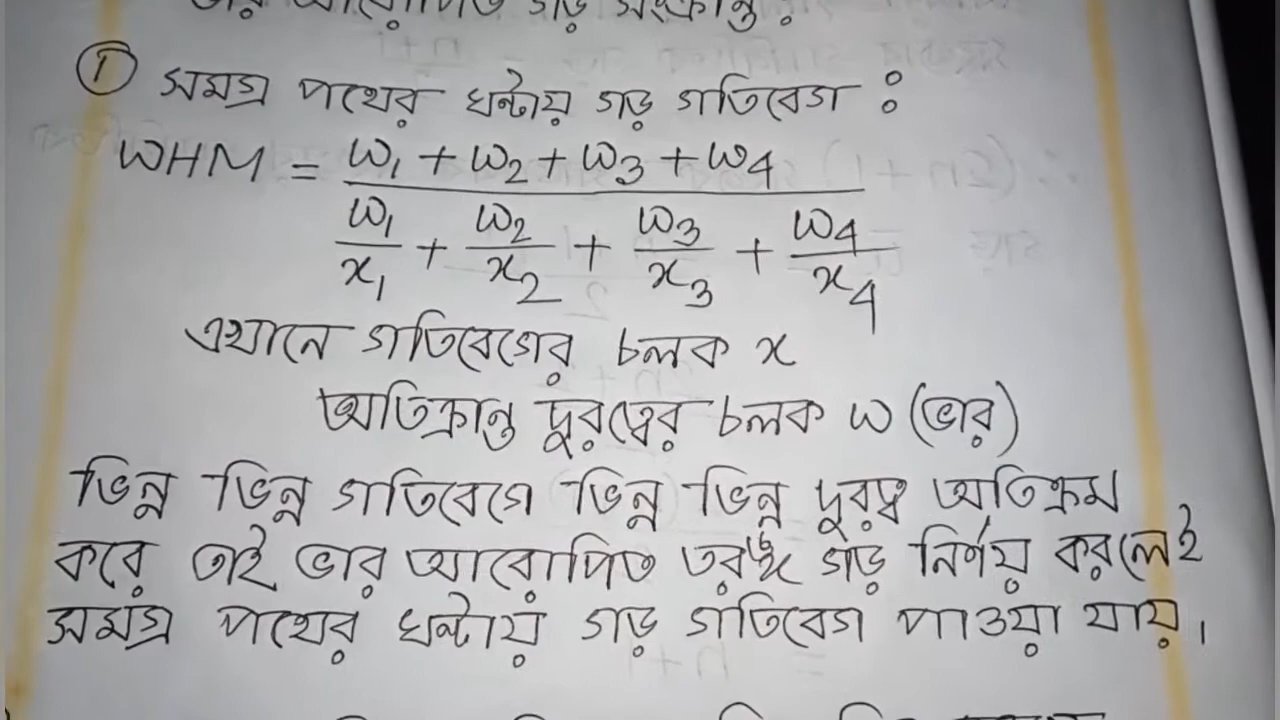 ভার আরোপিত গড় সংক্রান্ত :
① সমগ্র পথের ঘন্টায় গড় গতিবেগ :
WHM = (w₁ + w₂ + w₃ + w₄) / (w₁/x₁ + w₂/x₂ + w₃/x₃ + w₄/x₄)
এখানে গতিবেগের চলক x
অতিক্রান্ত দুরত্বের চলক w (ভার)
ভিন্ন ভিন্ন গতিবেগে ভিন্ন ভিন্ন দুরত্ব অতিক্রম
করে তাই ভার আরোপিত তরঙ্গ গড় নির্ণয় করলেই
সমগ্র পথের ঘন্টায় গড় গতিবেগ পাওয়া যায়।